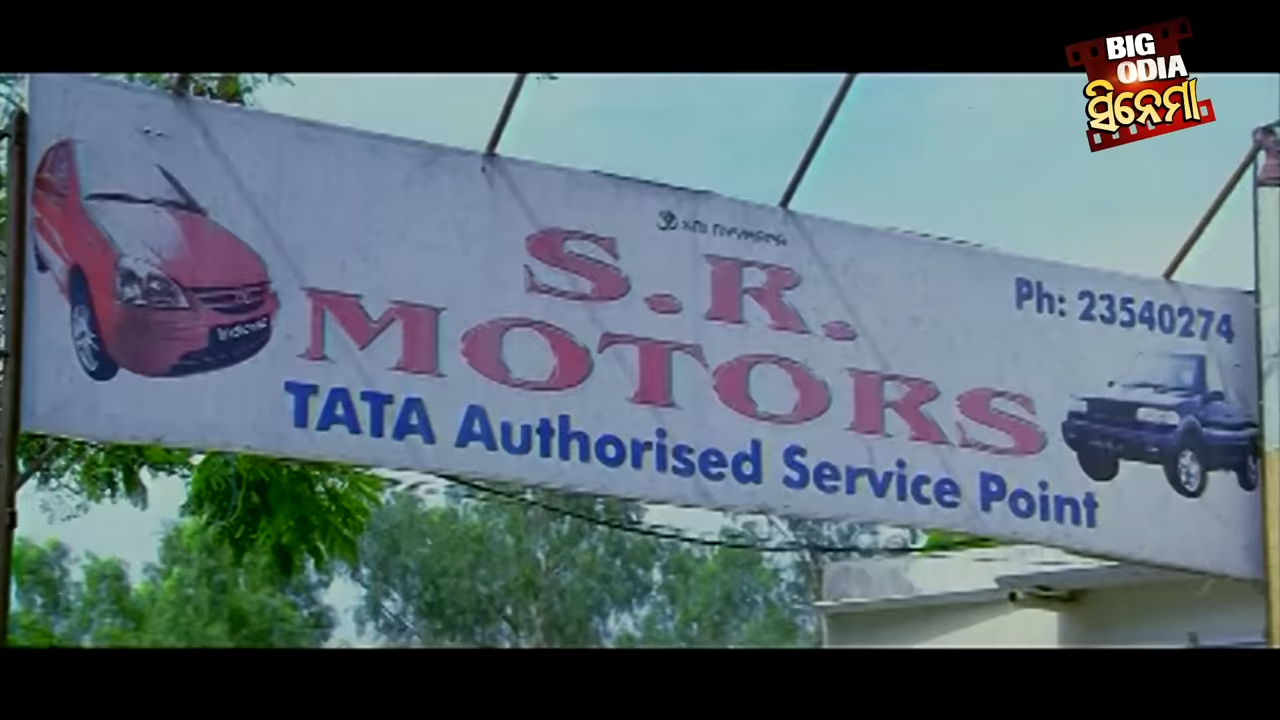 BIG
ODIA
ସିନେମା
S.R.
MOTORS
Ph: 23540274
TATA Authorised Service Point